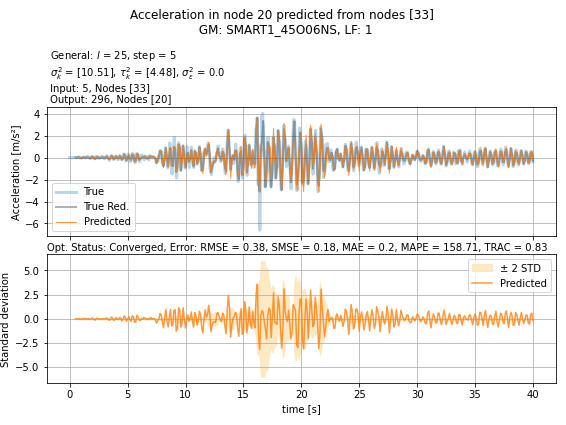 Acceleration in node 20 predicted from nodes [33]
GM: SMART1_45O06NS, LF: 1
General: l = 25, step = 5
σ²ₖ = [10.51], τ²ₖ = [4.48], σ²ε = 0.0
Input: 5, Nodes [33]
Output: 296, Nodes [20]
Acceleration [m/s²]
4
2
0
−2
−4
−6
True
True Red.
Predicted
Opt. Status: Converged, Error: RMSE = 0.38, SMSE = 0.18, MAE = 0.2, MAPE = 158.71, TRAC = 0.83
Standard deviation
5.0
2.5
0.0
−2.5
−5.0
± 2 STD
Predicted
0 5 10 15 20 25 30 35 40
time [s]